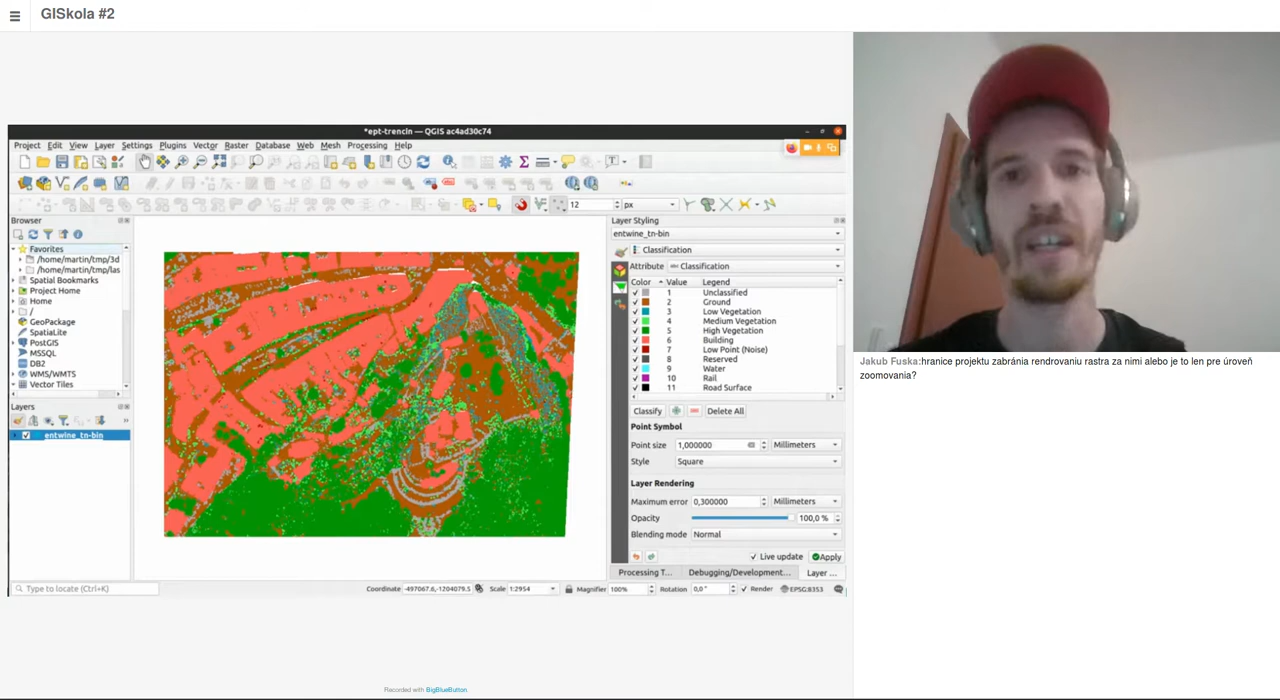 GISkola #2
*ept-trencin — QGIS ac4ad30c74
Project Edit View Layer Settings Plugins Vector Raster Database Web Mesh Processing Help
12 px
Browser
Favorites
/home/martin/tmp/3d
/home/martin/tmp/las
Spatial Bookmarks
Project Home
Home
/
GeoPackage
SpatiaLite
PostGIS
MSSQL
DB2
WMS/WMTS
Vector Tiles
Layers
entwine_tn-bin
Layer Styling
entwine_tn-bin
Classification
Attribute Classification
Color Value Legend
1 Unclassified
2 Ground
3 Low Vegetation
4 Medium Vegetation
5 High Vegetation
6 Building
7 Low Point (Noise)
8 Reserved
9 Water
10 Rail
11 Road Surface
Classify Delete All
Point Symbol
Point size 1,000000 Millimeters
Style Square
Layer Rendering
Maximum error 0,300000 Millimeters
Opacity 100,0 %
Blending mode Normal
Live update Apply
Processing T... Debugging/Development... Layer ...
Type to locate (Ctrl+K) Coordinate -497067.6,-1204079.5 Scale 1:2954 Magnifier 100% Rotation 0,0 ° Render EPSG:8353
Jakub Fuska:hranice projektu zabránia rendrovaniu rastra za nimi alebo je to len pre úroveň
zoomovania?
Recorded with BigBlueButton